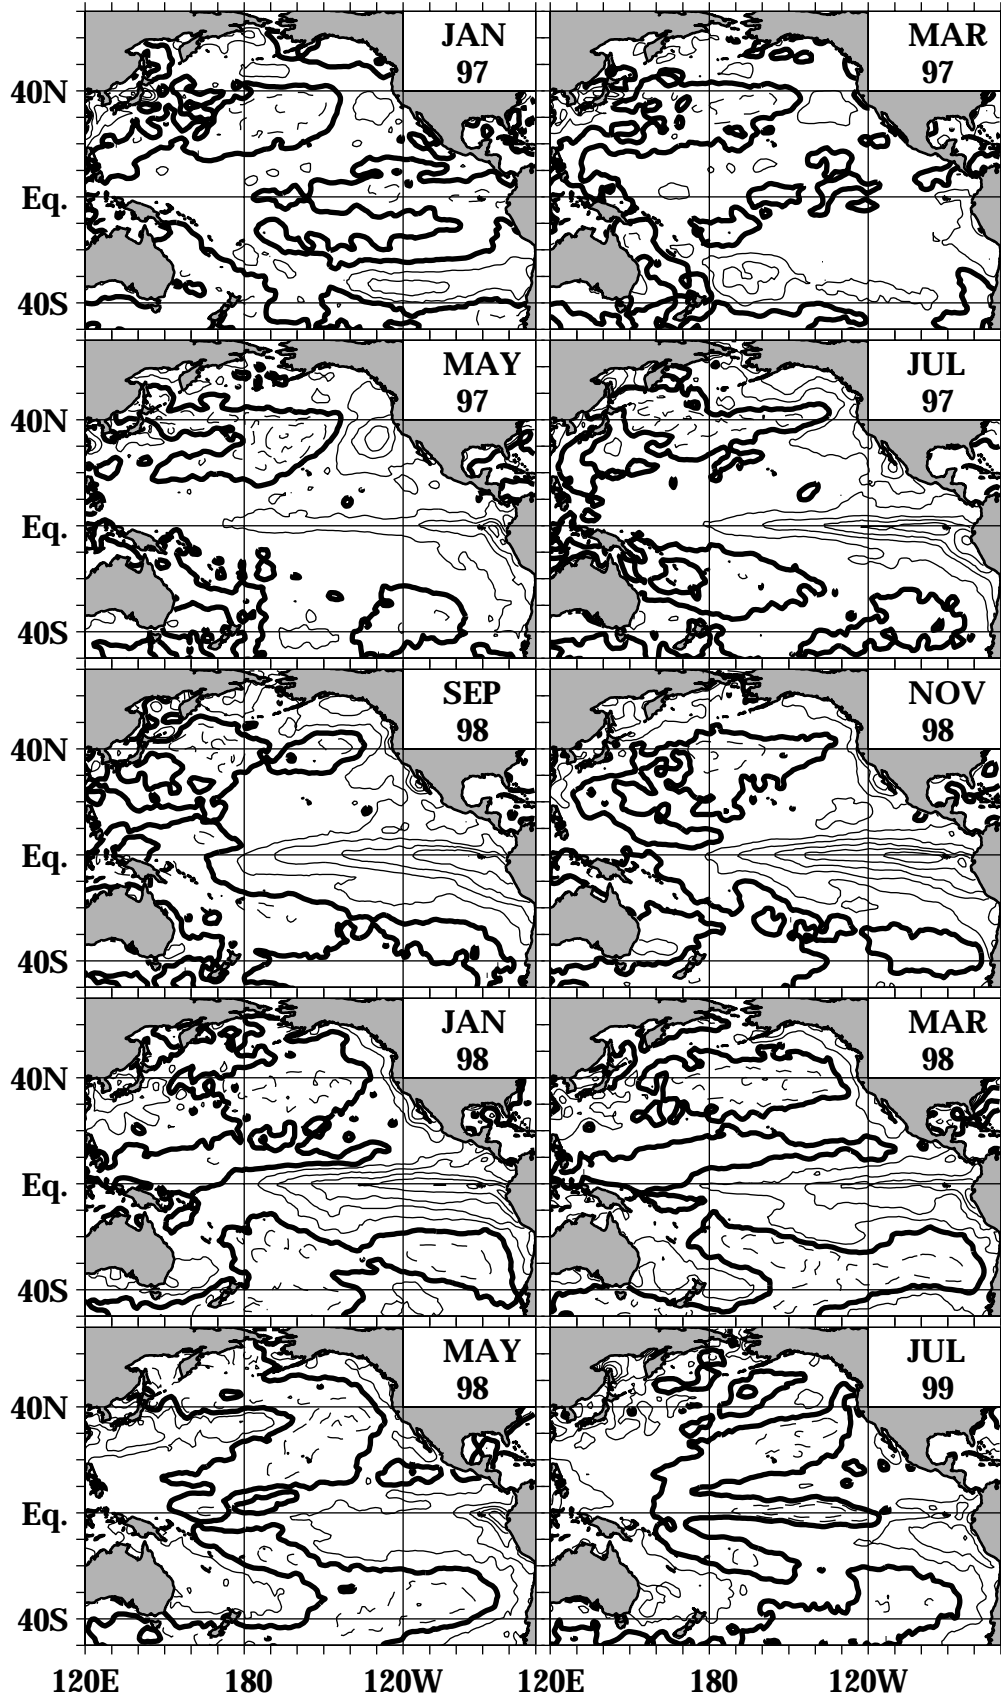 JAN MAR
97 97
40N
Eq.
40S
MAY JUL
97 97
40N
Eq.
40S
SEP NOV
98 98
40N
Eq.
40S
JAN MAR
98 98
40N
Eq.
40S
MAY JUL
98 99
40N
Eq.
40S
120E 180 120W 120E 180 120W